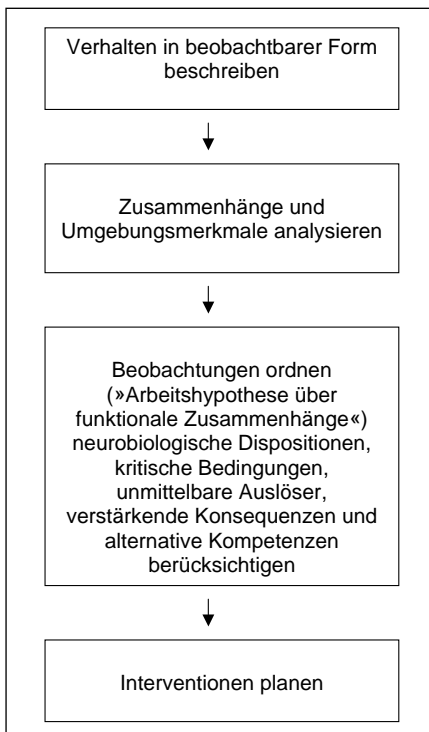 Verhalten in beobachtbarer Form
beschreiben
Zusammenhänge und
Umgebungsmerkmale analysieren
Beobachtungen ordnen
(»Arbeitshypothese über
funktionale Zusammenhänge«)
neurobiologische Dispositionen,
kritische Bedingungen,
unmittelbare Auslöser,
verstärkende Konsequenzen und
alternative Kompetenzen
berücksichtigen
Interventionen planen